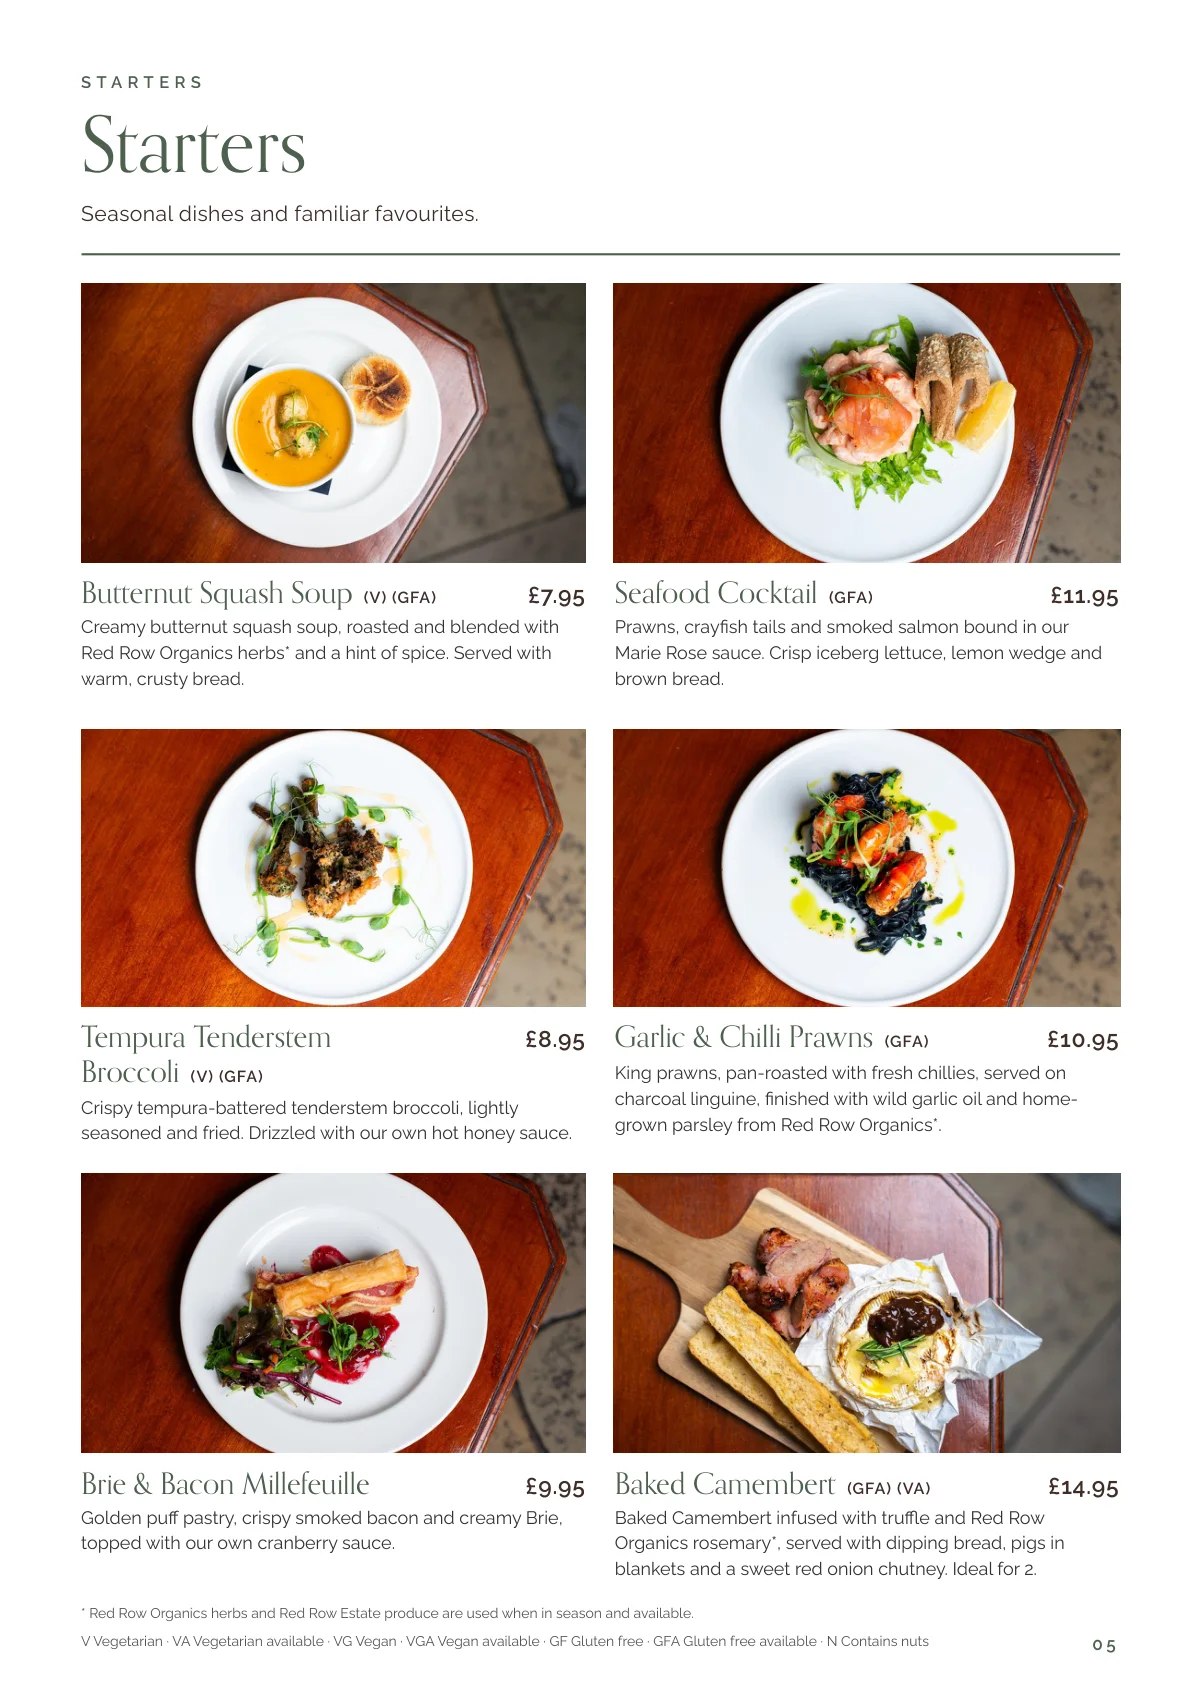 STARTERS
Starters
Seasonal dishes and familiar favourites.
Butternut Squash Soup (V) (GFA) £7.95
Creamy butternut squash soup, roasted and blended with
Red Row Organics herbs* and a hint of spice. Served with
warm, crusty bread.
Seafood Cocktail (GFA) £11.95
Prawns, crayfish tails and smoked salmon bound in our
Marie Rose sauce. Crisp iceberg lettuce, lemon wedge and
brown bread.
Tempura Tenderstem £8.95
Broccoli (V) (GFA)
Crispy tempura-battered tenderstem broccoli, lightly
seasoned and fried. Drizzled with our own hot honey sauce.
Garlic & Chilli Prawns (GFA) £10.95
King prawns, pan-roasted with fresh chillies, served on
charcoal linguine, finished with wild garlic oil and home-
grown parsley from Red Row Organics*.
Brie & Bacon Millefeuille £9.95
Golden puff pastry, crispy smoked bacon and creamy Brie,
topped with our own cranberry sauce.
Baked Camembert (GFA) (VA) £14.95
Baked Camembert infused with truffle and Red Row
Organics rosemary*, served with dipping bread, pigs in
blankets and a sweet red onion chutney. Ideal for 2.
* Red Row Organics herbs and Red Row Estate produce are used when in season and available.
V Vegetarian · VA Vegetarian available · VG Vegan · VGA Vegan available · GF Gluten free · GFA Gluten free available · N Contains nuts
05